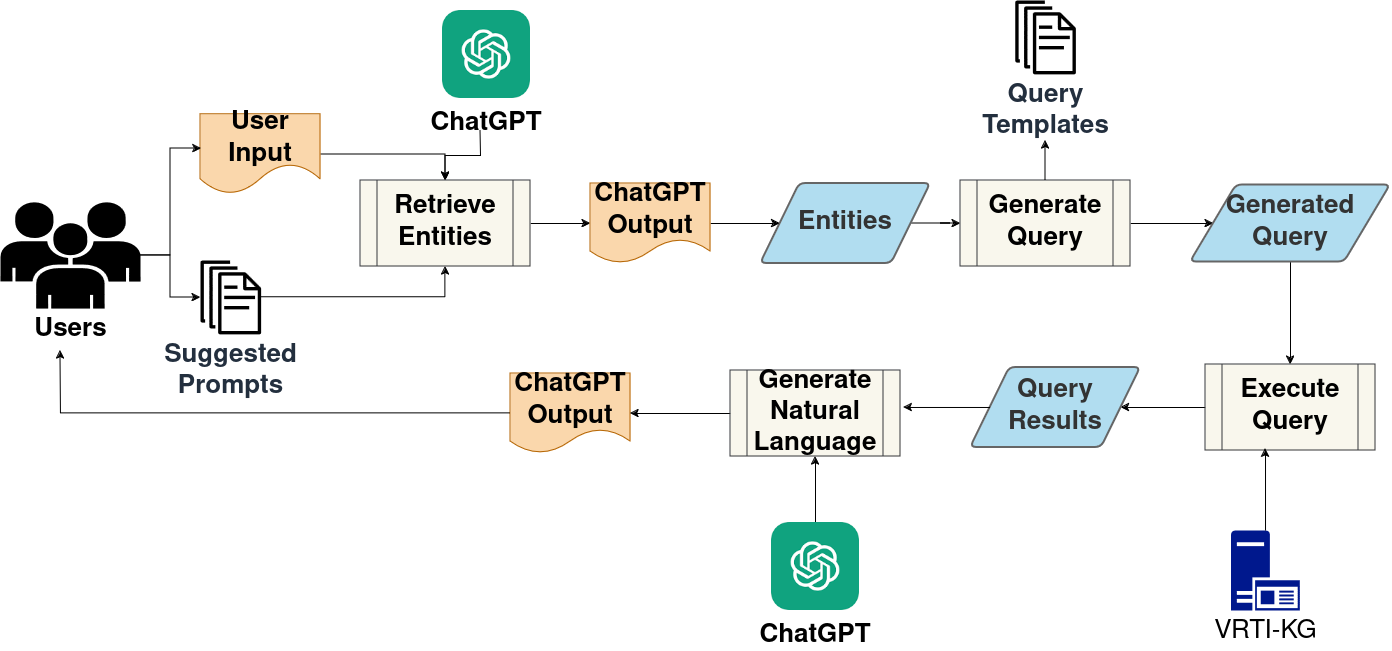 ChatGPT
Query
Templates
User
Input
Retrieve
Entities
ChatGPT
Output
Entities
Generate
Query
Generated
Query
Users
Suggested
Prompts
ChatGPT
Output
Generate
Natural
Language
Query
Results
Execute
Query
ChatGPT
VRTI-KG